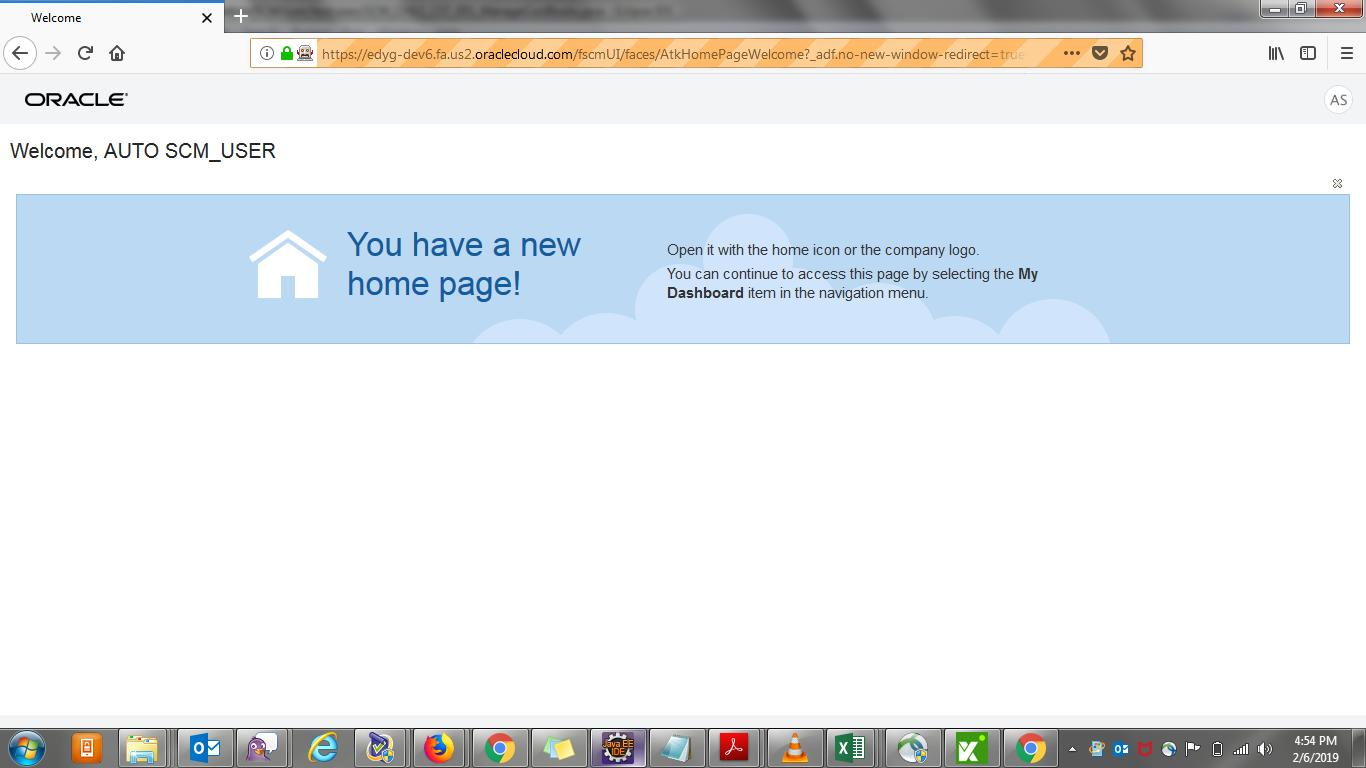 Welcome
https://edyg-dev6.fa.us2.oraclecloud.com/fscmUI/faces/AtkHomePageWelcome?_adf.no-new-window-redirect=true
ORACLE
AS
Welcome, AUTO SCM_USER
You have a new
home page!
Open it with the home icon or the company logo.
You can continue to access this page by selecting the My
Dashboard item in the navigation menu.
Java EE
IDE
4:54 PM
2/6/2019